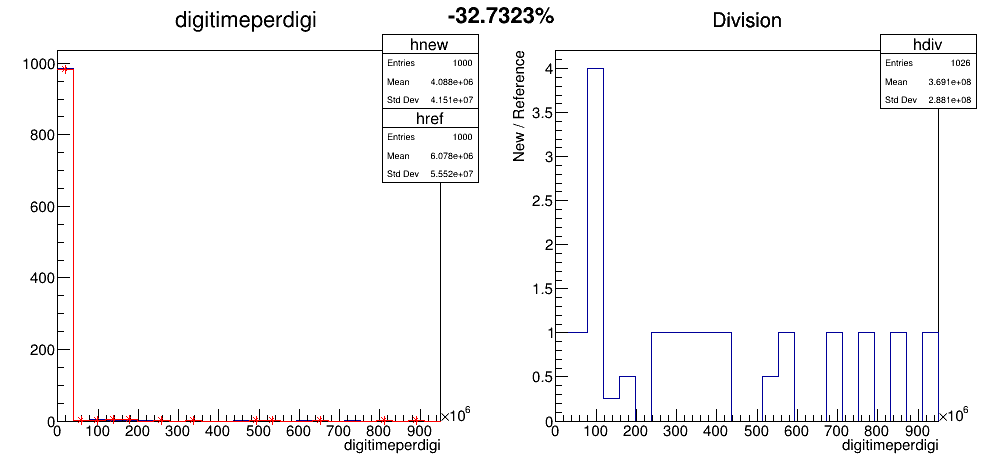 digitimeperdigi
-32.7323%
Division
hnew
Entries 1000
Mean 4.088e+06
Std Dev 4.151e+07
href
Entries 1000
Mean 6.078e+06
Std Dev 5.552e+07
1000
800
600
400
200
0
0 100 200 300 400 500 600 700 800 900
×10⁶
digitimeperdigi
hdiv
Entries 1026
Mean 3.691e+08
Std Dev 2.881e+08
New / Reference
4
3.5
3
2.5
2
1.5
1
0.5
0
0 100 200 300 400 500 600 700 800 900
×10⁶
digitimeperdigi